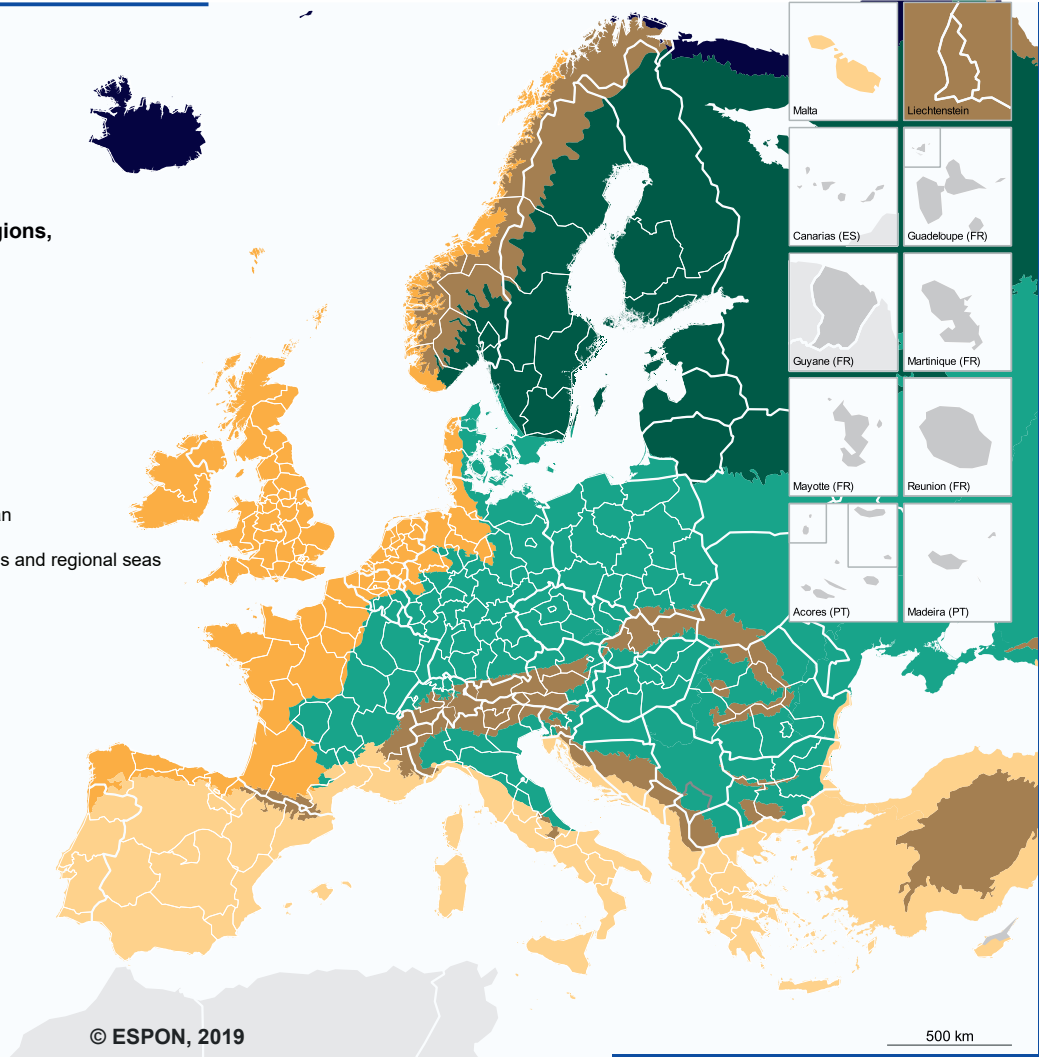 gions,
an
s and regional seas
Malta
Liechtenstein
Canarias (ES)
Guadeloupe (FR)
Guyane (FR)
Martinique (FR)
Mayotte (FR)
Reunion (FR)
Acores (PT)
Madeira (PT)
© ESPON, 2019
500 km